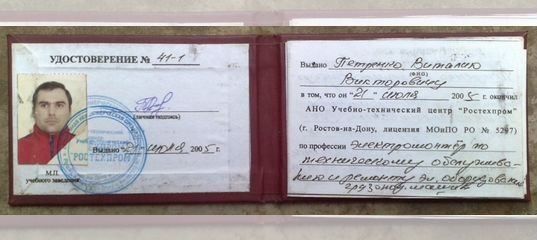 УДОСТОВЕРЕНИЕ № 41-1
(личная подпись)
РОСТЕХПРОМ
Выдано «21» июля 2005 г.
М.П.
учебного заведения
Выдано Петренко Виталию
(ФИО)
Викторовичу
в том, что он "21" июля 2005 г. окончил
АНО Учебно-технический центр "Ростехпром"
(г. Ростов-на-Дону, лицензия МОиПО РО № 5297)
по профессии электромонтёр по
техническому обслужива-
нию и ремонту эл. оборудования
грузопод. машин